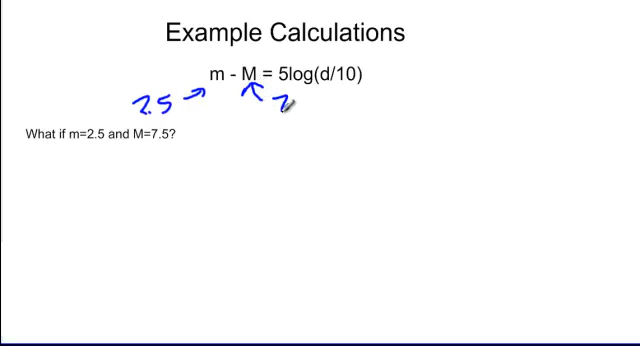 Example Calculations
m - M = 5log(d/10)
2.5
What if m=2.5 and M=7.5?